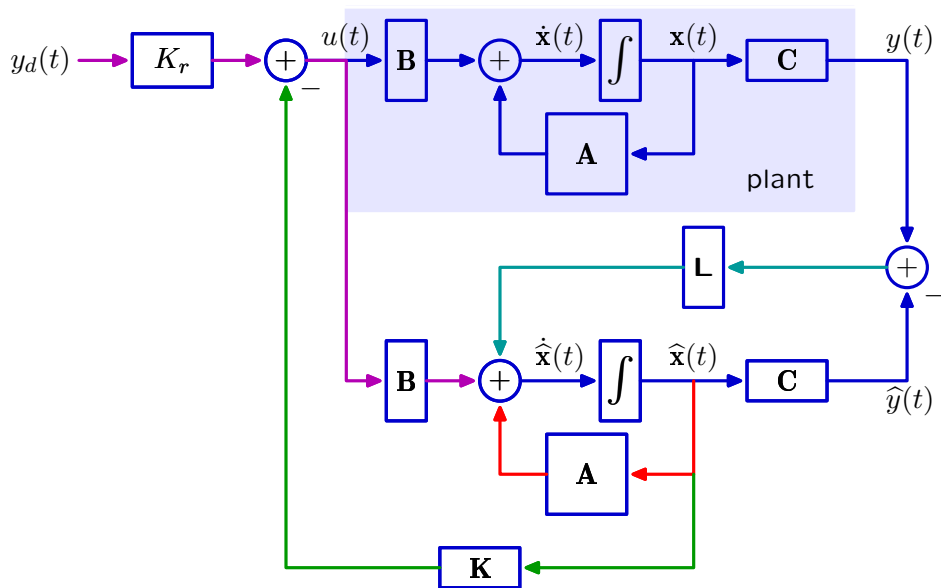 u(t) ẋ(t) x(t) y(t)
y_d(t) K_r + B + ∫ C
−
A
plant
L +
−
ẋ̂(t) x̂(t)
B + ∫ C
ŷ(t)
A
K